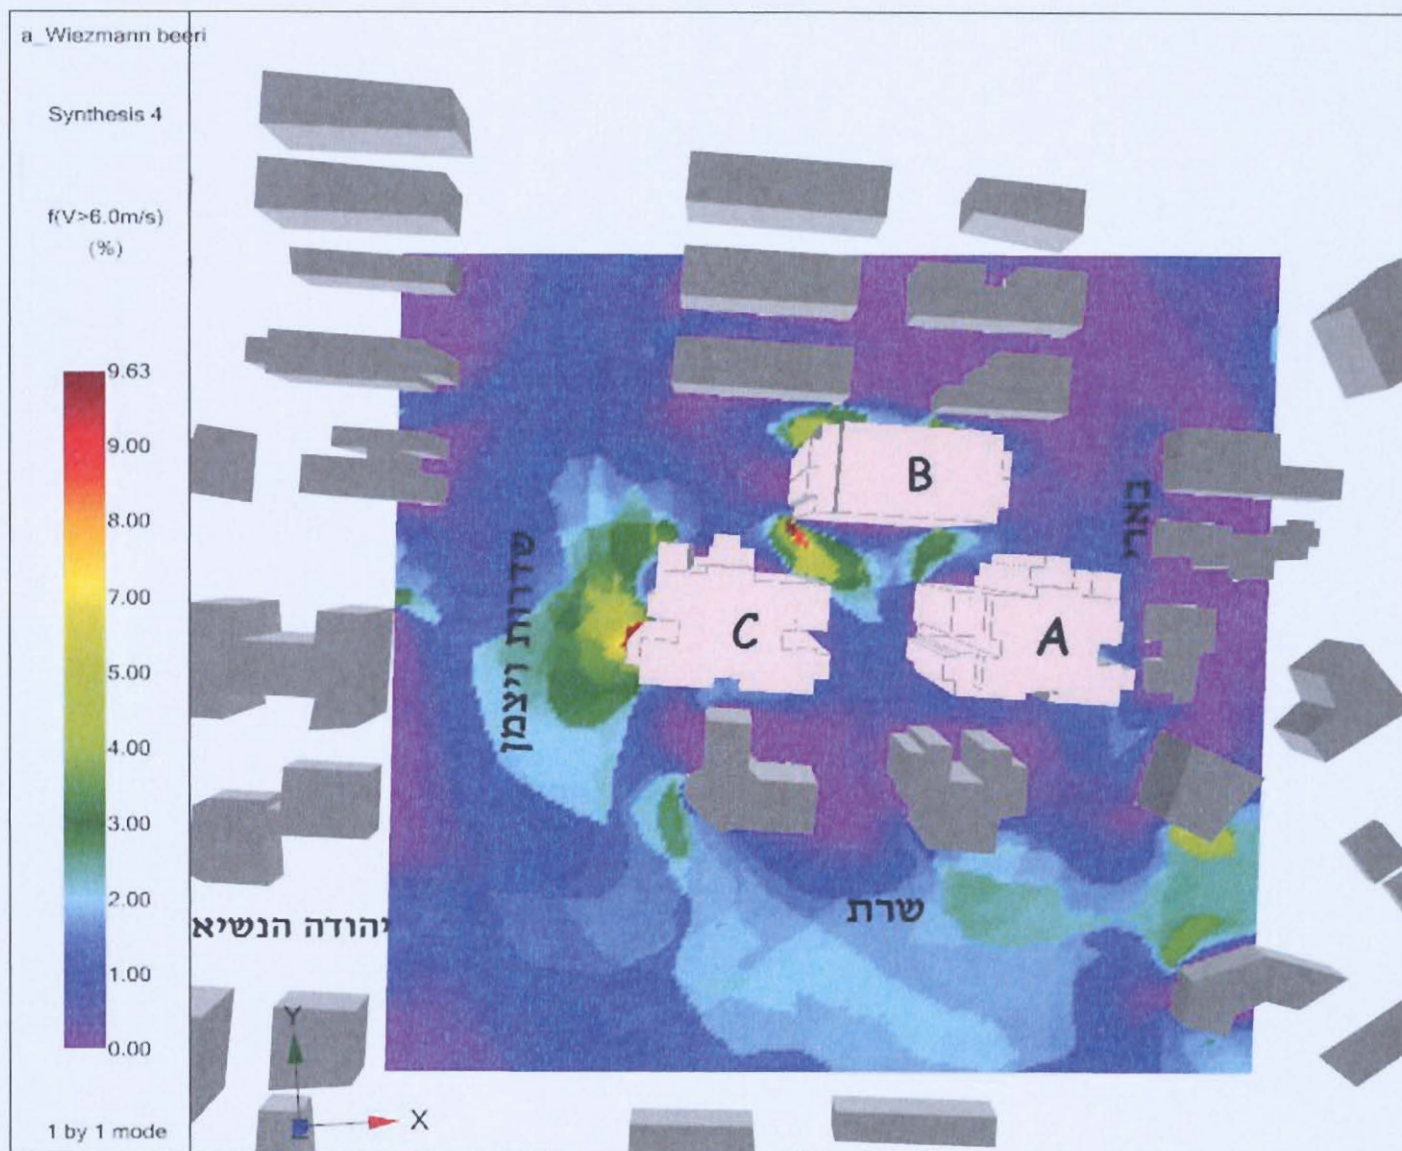 a_Wiezmann beeri
Synthesis 4
f(V>6.0m/s)
(%)
9.63
9.00
8.00
7.00
5.00
4.00
3.00
2.00
1.00
0.00
1 by 1 mode
B
בארי
שדרות ויצמן
C
A
שרת
יהודה הנשיא
Y
X
Z